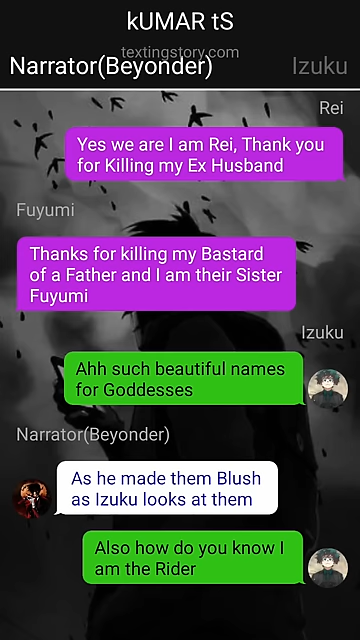 kUMAR tS
textingstory.com
Narrator(Beyonder)
Izuku
Rei
Yes we are I am Rei, Thank you
for Killing my Ex Husband
Fuyumi
Thanks for killing my Bastard
of a Father and I am their Sister
Fuyumi
Izuku
Ahh such beautiful names
for Goddesses
Narrator(Beyonder)
As he made them Blush
as Izuku looks at them
Also how do you know I
am the Rider